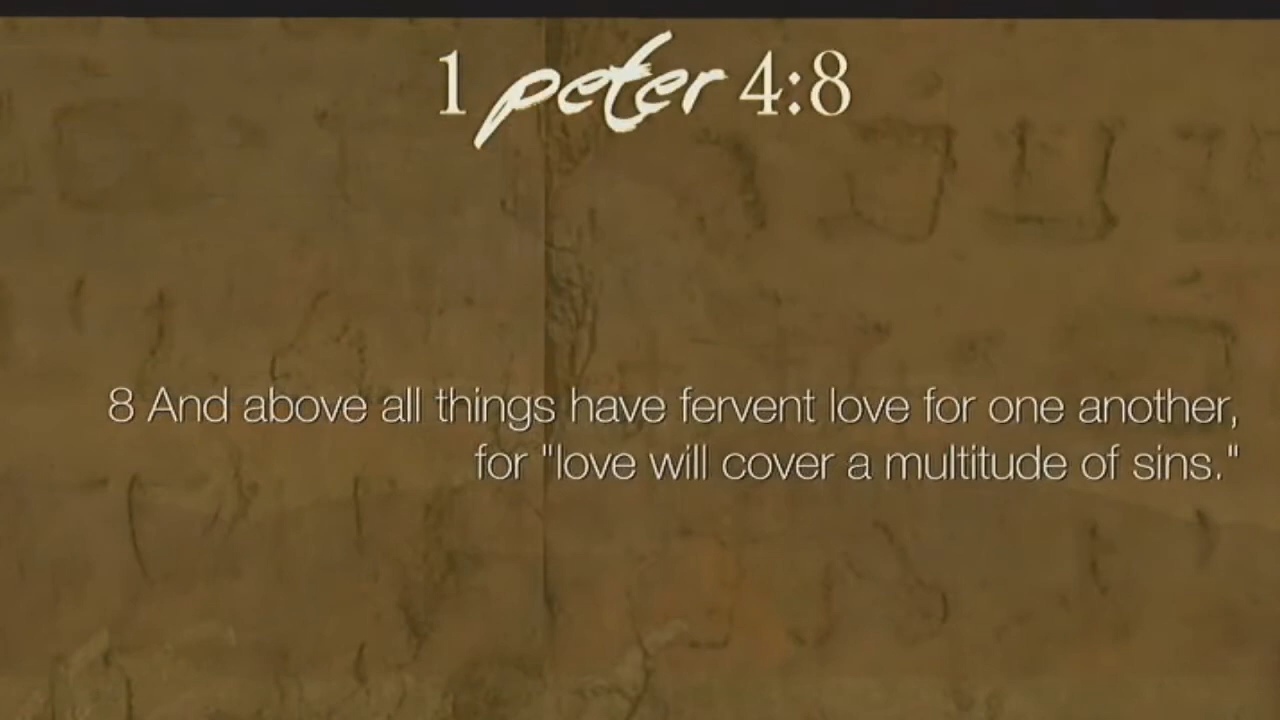 1 peter 4:8
8 And above all things have fervent love for one another,
for "love will cover a multitude of sins."